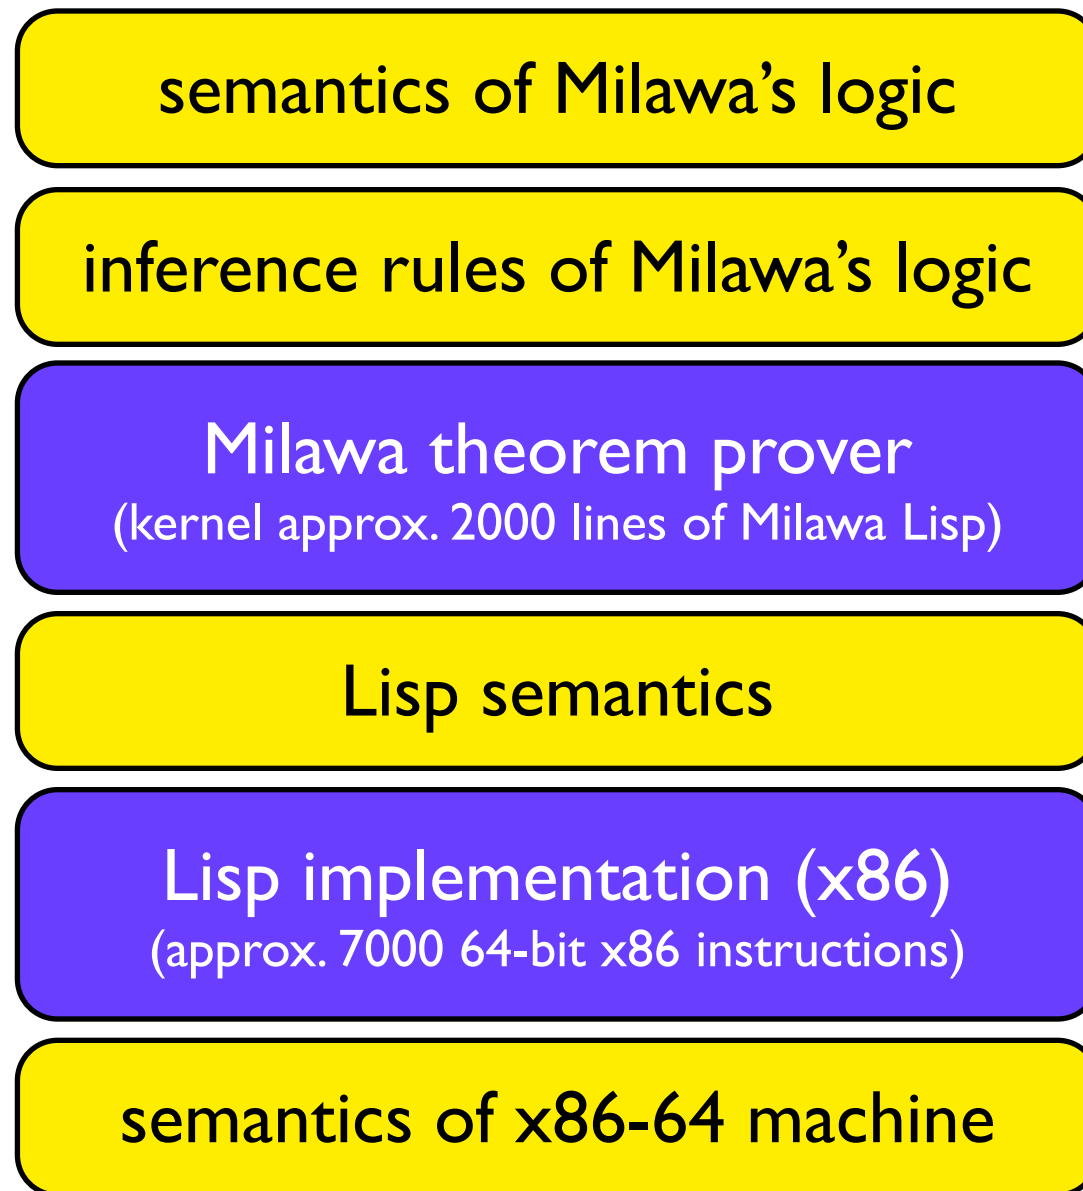 semantics of Milawa’s logic
inference rules of Milawa’s logic
Milawa theorem prover
(kernel approx. 2000 lines of Milawa Lisp)
Lisp semantics
Lisp implementation (x86)
(approx. 7000 64-bit x86 instructions)
semantics of x86-64 machine